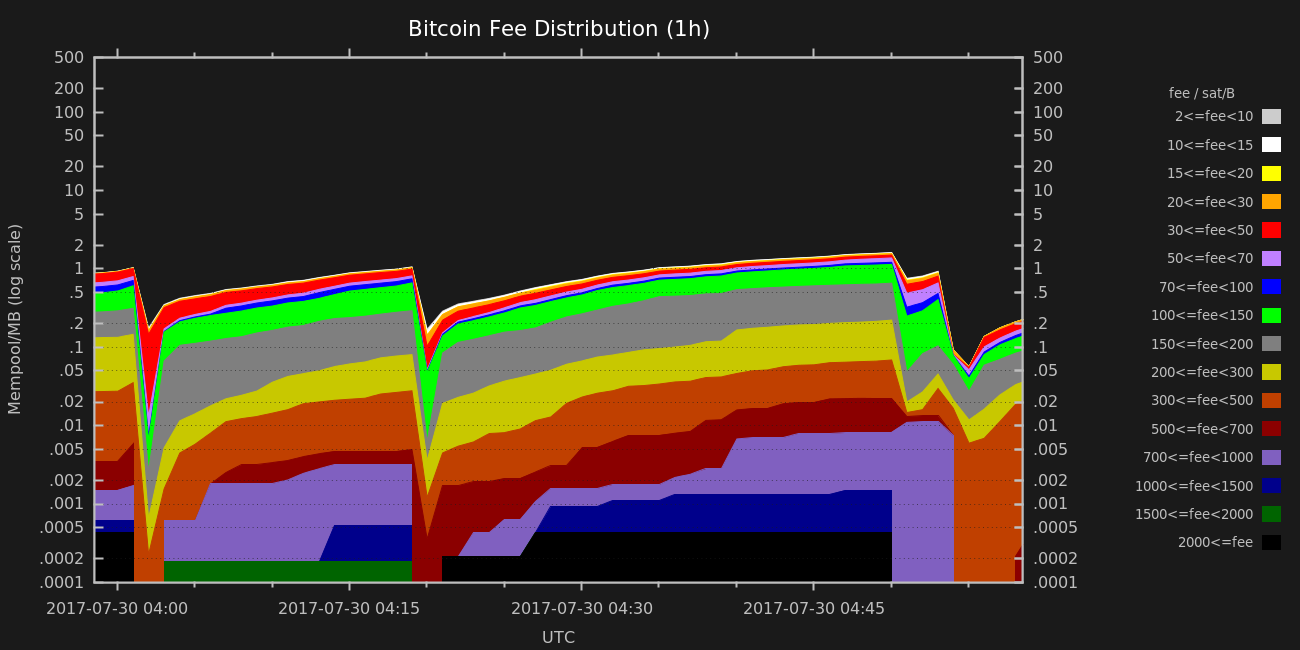 Bitcoin Fee Distribution (1h)
500 500
200 200
100 100
50 50
20 20
10 10
5 5
2 2
1 1
.5 .5
.2 .2
.1 .1
.05 .05
.02 .02
.01 .01
.005 .005
.002 .002
.001 .001
.0005 .0005
.0002 .0002
.0001 .0001
Mempool/MB (log scale)
2017-07-30 04:00 2017-07-30 04:15 2017-07-30 04:30 2017-07-30 04:45
UTC
fee / sat/B
2<=fee<10
10<=fee<15
15<=fee<20
20<=fee<30
30<=fee<50
50<=fee<70
70<=fee<100
100<=fee<150
150<=fee<200
200<=fee<300
300<=fee<500
500<=fee<700
700<=fee<1000
1000<=fee<1500
1500<=fee<2000
2000<=fee